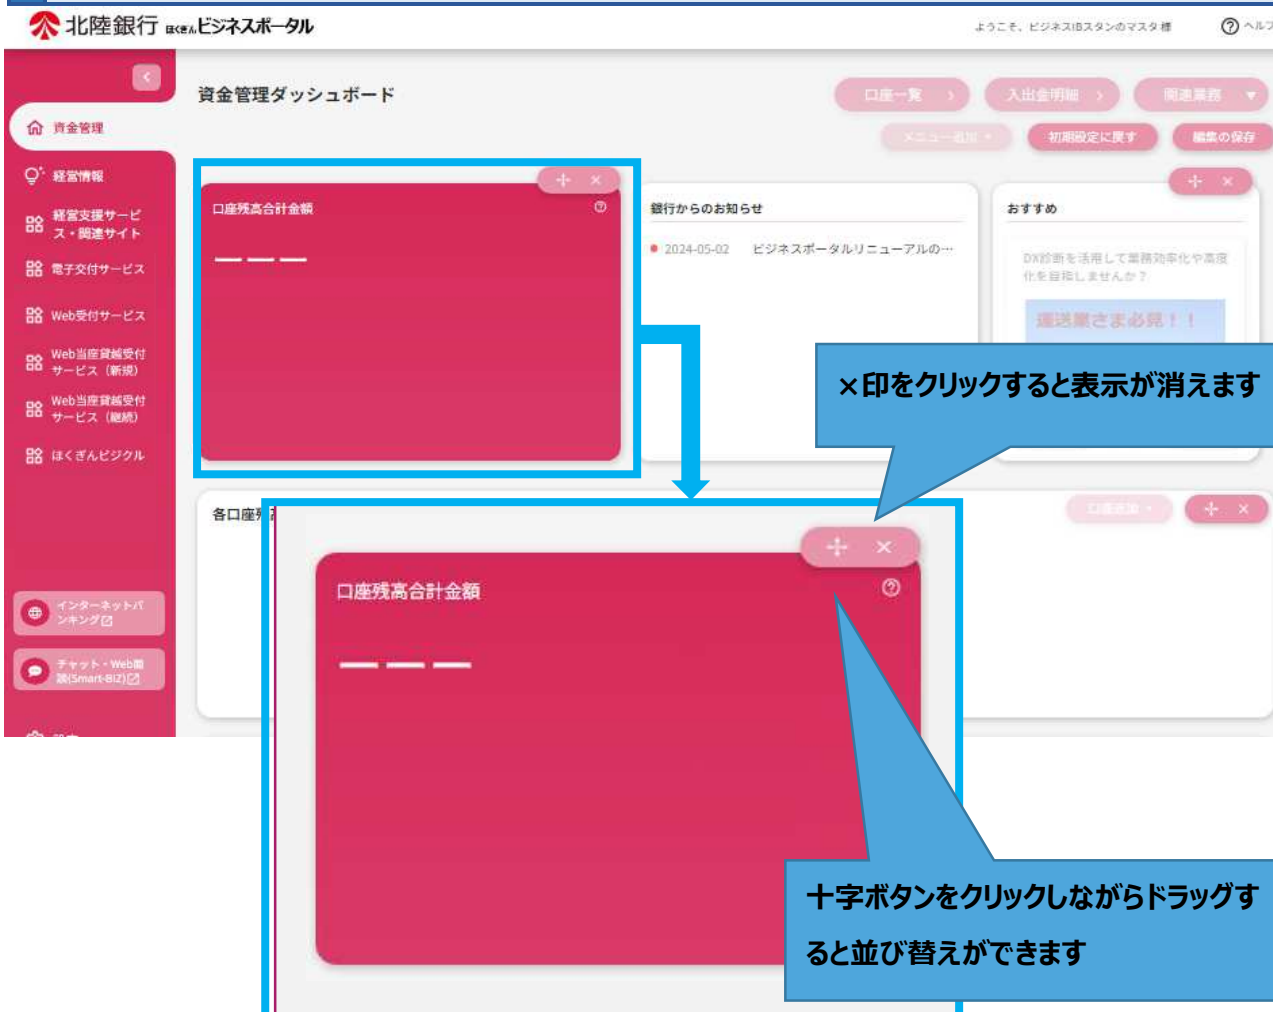 北陸銀行 ほくぎん ビジネスポータル
ようこそ、ビジネスIBスタンのマスタ 様
ヘルプ
資金管理ダッシュボード
口座一覧
入出金明細
関連業務
メニュー追加
初期設定に戻す
編集の保存
資金管理
経営情報
経営支援サービ
ス・関連サイト
電子交付サービス
Web受付サービス
Web当座貸越受付
サービス（新規）
Web当座貸越受付
サービス（継続）
ほくぎんビジクル
インターネットバ
ンキング
チャット・Web面
談(Smart-BIZ)
口座残高合計金額
銀行からのお知らせ
2024-05-02 ビジネスポータルリニューアルの…
おすすめ
DX診断を活用して業務効率化や高度
化を目指しませんか？
運送業さま必見！！
×印をクリックすると表示が消えます
各口座残
口座追加
口座残高合計金額
十字ボタンをクリックしながらドラッグす
ると並び替えができます